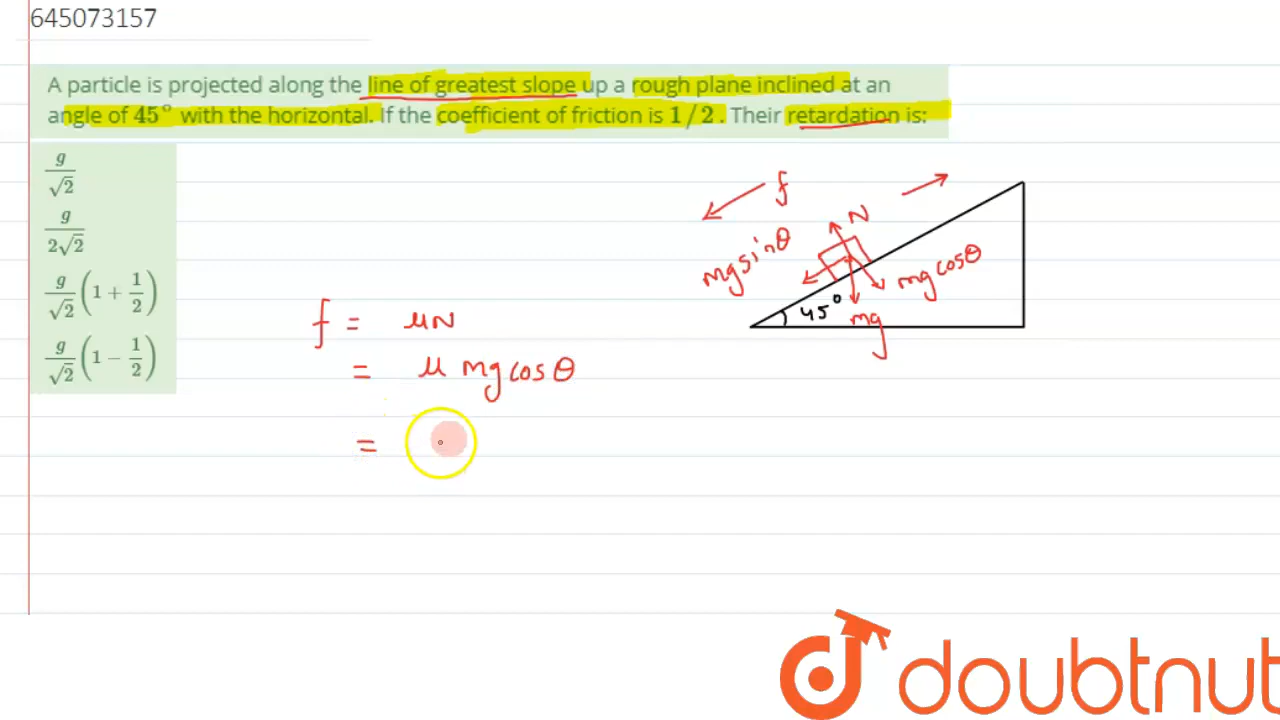 645073157
A particle is projected along the line of greatest slope up a rough plane inclined at an
angle of 45° with the horizontal. If the coefficient of friction is 1/2. Their retardation is:
g/√2
g/2√2
g/√2 (1 + 1/2)
g/√2 (1 − 1/2)
f
N
mg sinθ
mg cosθ
45°
mg
f = μN
= μ mg cosθ
=
doubtnut